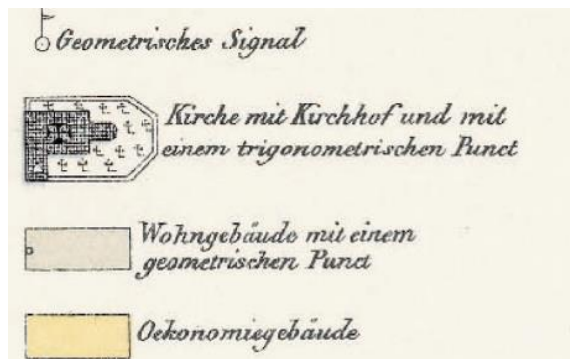 Geometrisches Signal
Kirche mit Kirchhof und mit
einem trigonometrischen Punct
Wohngebäude mit einem
geometrischen Punct
Oekonomiegebäude